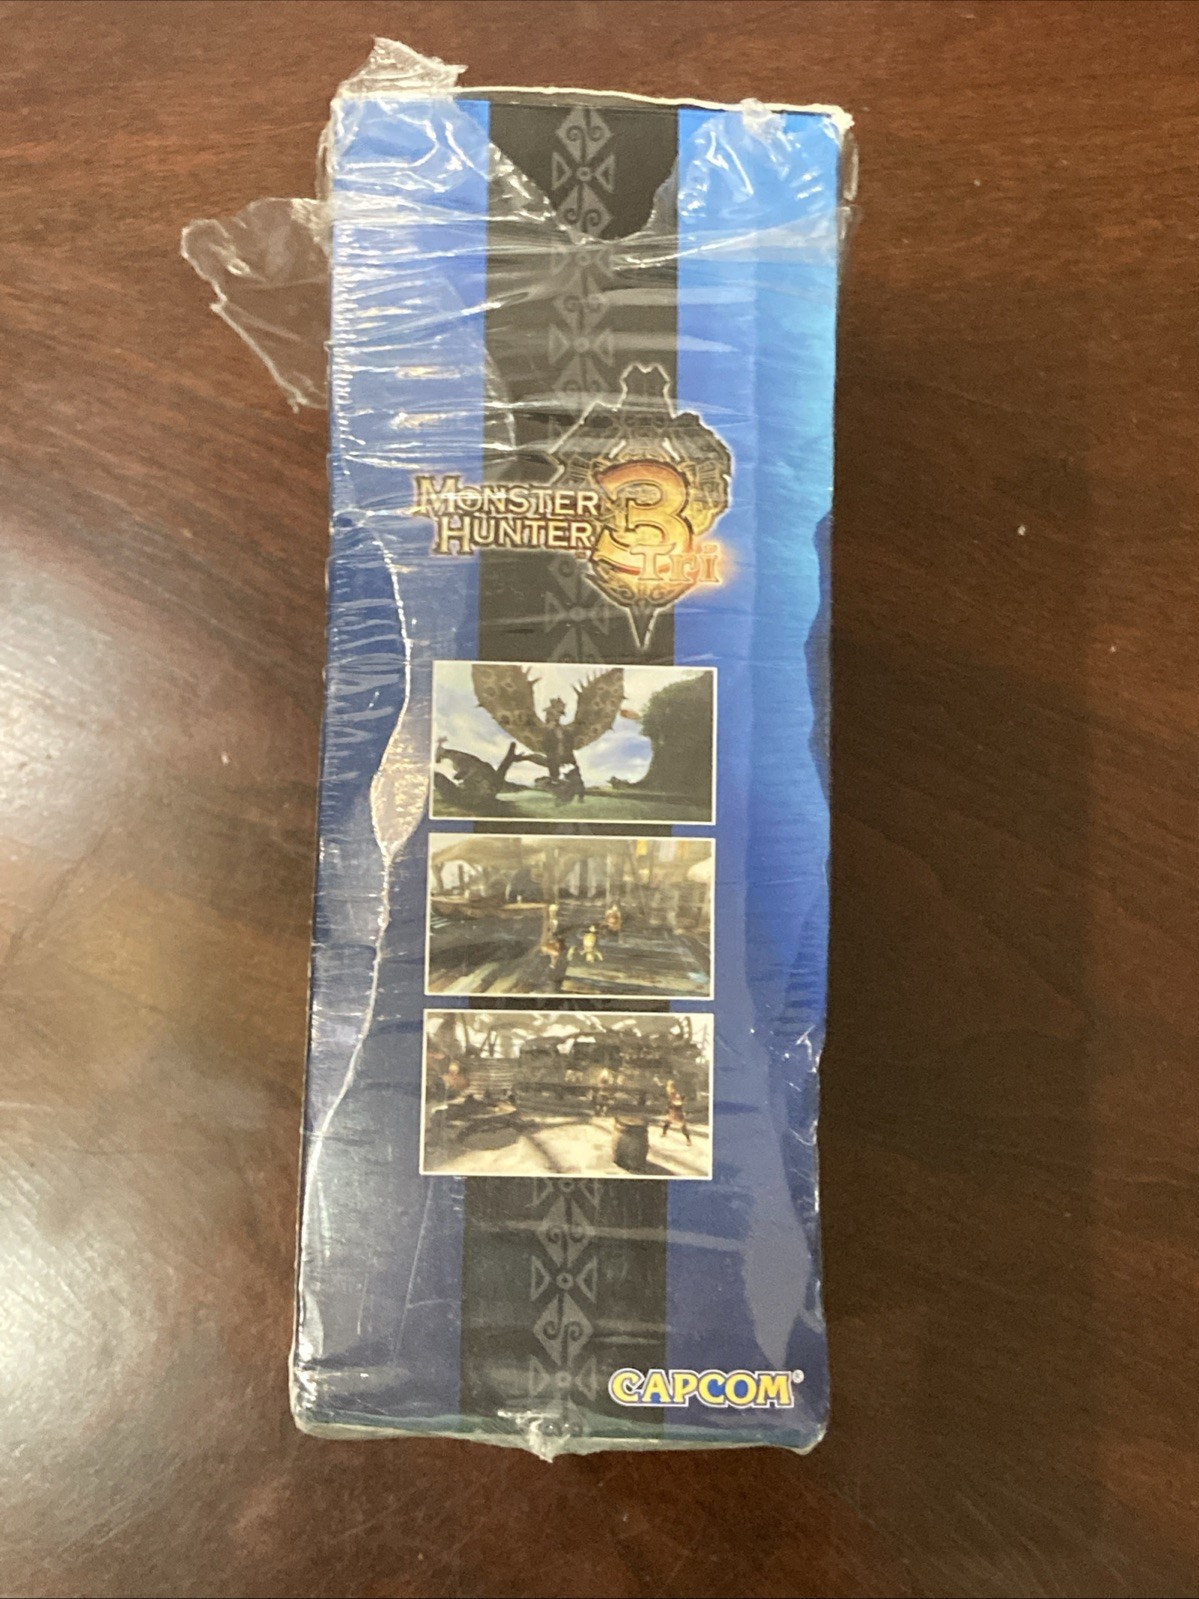 MONSTER
HUNTER
3
Tri
CAPCOM®